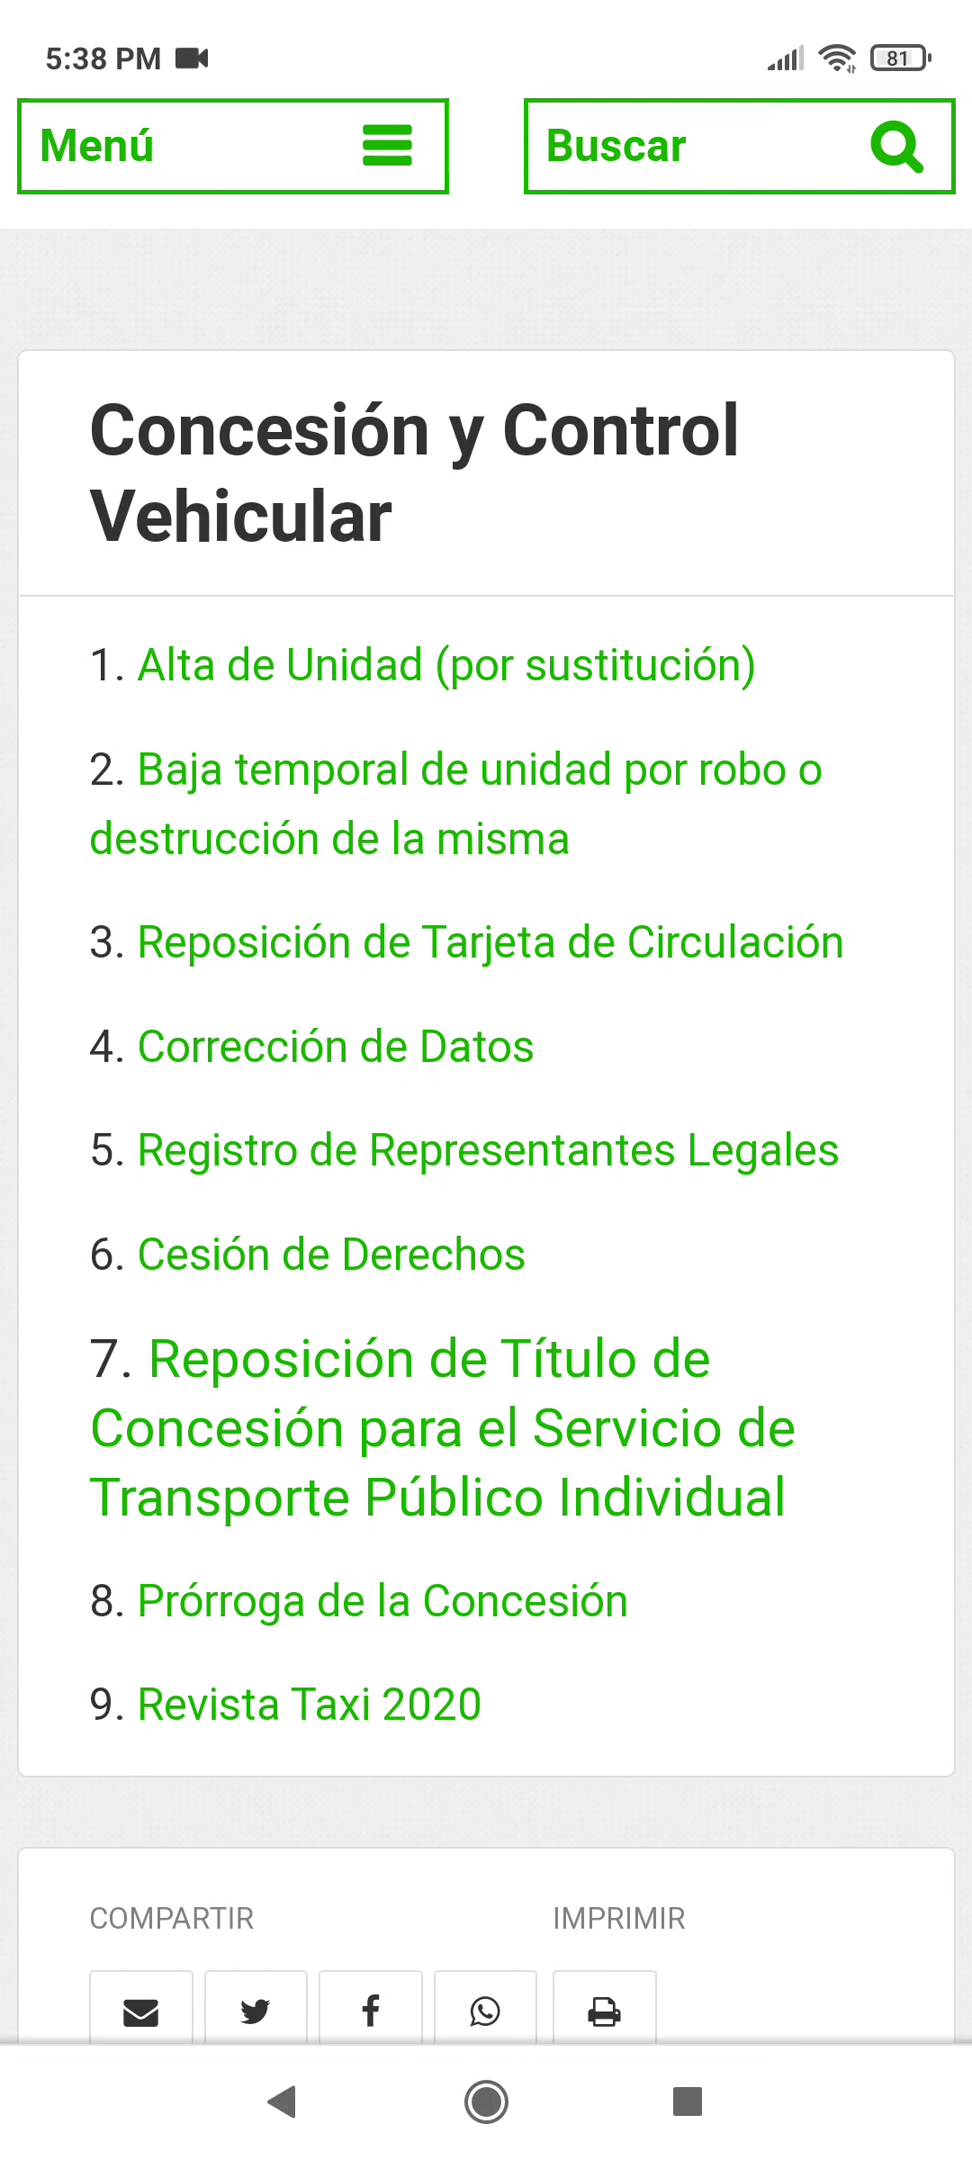 5:38 PM
81
Menú
Buscar
Concesión y Control
Vehicular
1. Alta de Unidad (por sustitución)
2. Baja temporal de unidad por robo o
destrucción de la misma
3. Reposición de Tarjeta de Circulación
4. Corrección de Datos
5. Registro de Representantes Legales
6. Cesión de Derechos
7. Reposición de Título de
Concesión para el Servicio de
Transporte Público Individual
8. Prórroga de la Concesión
9. Revista Taxi 2020
COMPARTIR
IMPRIMIR